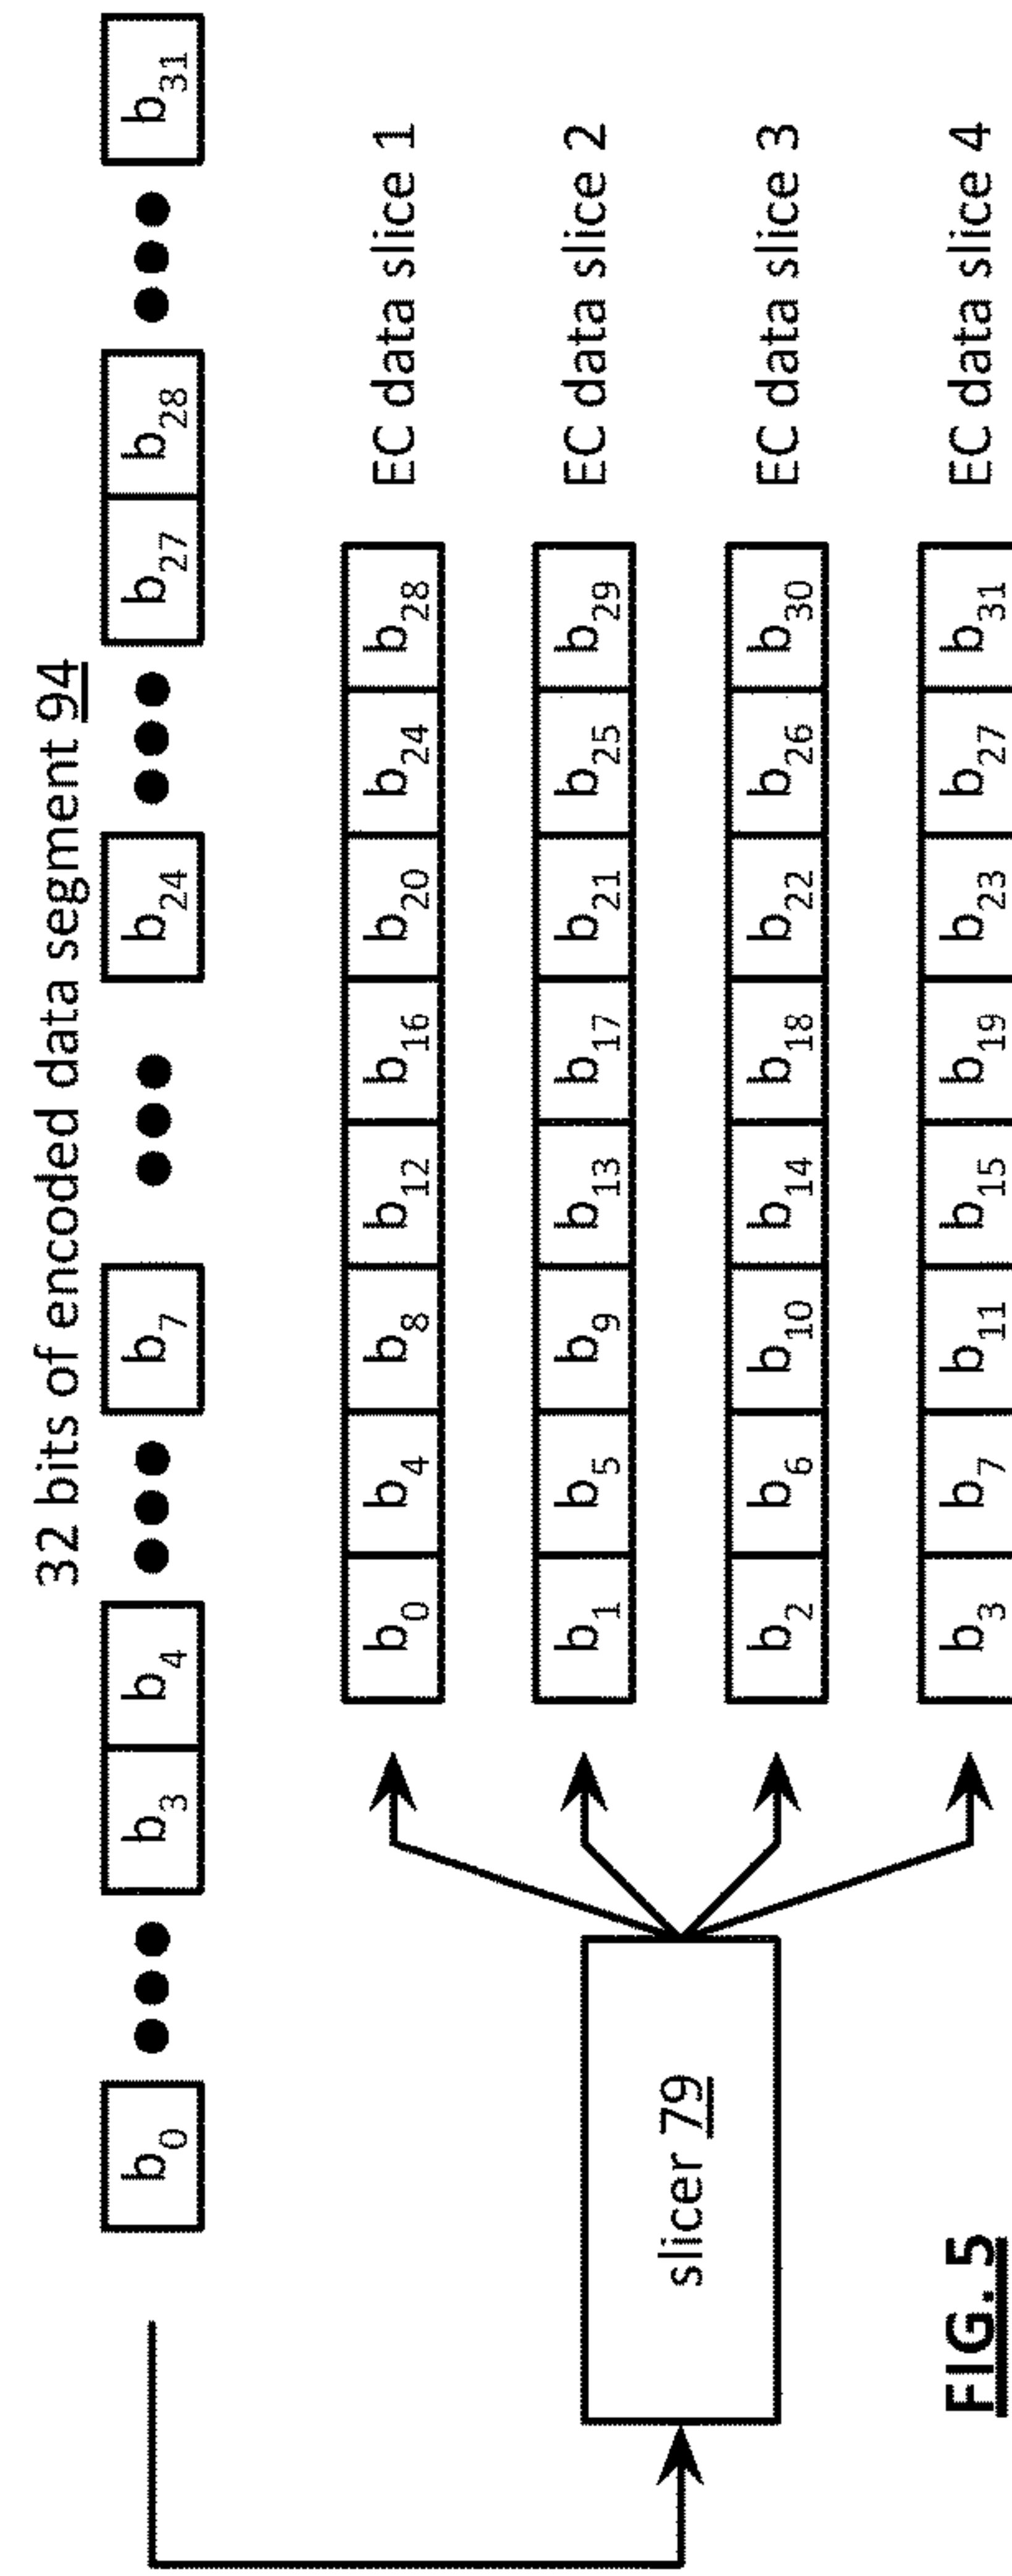 32 bits of encoded data segment 94
b0 ●●● b3 b4 ●●● b7 ●●● b24 ●●● b27 b28 ●●● b31
b0 b4 b8 b12 b16 b20 b24 b28 EC data slice 1
b1 b5 b9 b13 b17 b21 b25 b29 EC data slice 2
slicer 79
b2 b6 b10 b14 b18 b22 b26 b30 EC data slice 3
b3 b7 b11 b15 b19 b23 b27 b31 EC data slice 4
FIG. 5